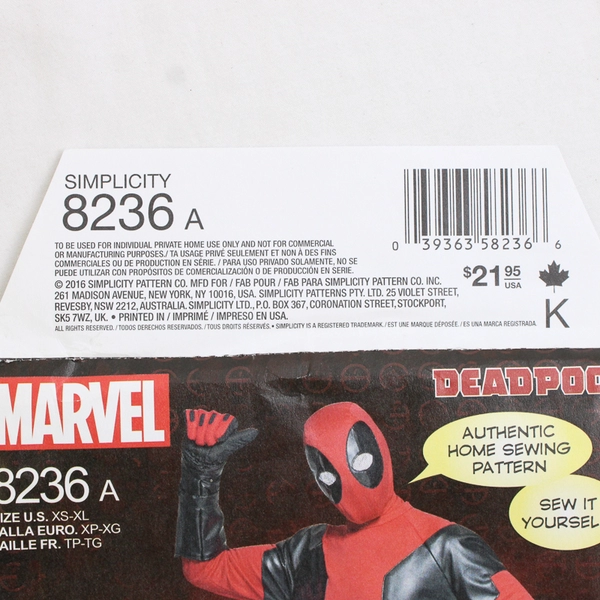 SIMPLICITY
8236 A
TO BE USED FOR INDIVIDUAL PRIVATE HOME USE ONLY AND NOT FOR COMMERCIAL
OR MANUFACTURING PURPOSES./ TA USAGE PRIVÉ SEULEMENT ET NON À DES FINS
COMMERCIALES OU DE PRODUCTION EN SÉRIE. / PARA USO PRIVADO SOLAMENTE, NO SE
PUEDE UTILIZAR CON PROPÓSITOS DE COMERCIALIZACIÓN O DE PRODUCCIÓN EN SERIE.
© 2016 SIMPLICITY PATTERN CO. MFD FOR / FAB POUR / FAB PARA SIMPLICITY PATTERN CO. INC.
261 MADISON AVENUE, NEW YORK, NY 10016, USA. SIMPLICITY PATTERNS PTY. LTD. 25 VIOLET STREET,
REVESBY, NSW 2212, AUSTRALIA. SIMPLICITY LTD., P.O. BOX 367, CORONATION STREET, STOCKPORT,
SK5 7WZ, UK. • PRINTED IN / IMPRIMÉ / IMPRESO EN USA.
ALL RIGHTS RESERVED. / TODOS DERECHOS RESERVADOS. / TOUS DROITS RESERVÉS. • SIMPLICITY IS A REGISTERED TRADEMARK./ EST UNE MARQUE DÉPOSÉE. / ES UNA MARCA REGISTRADA.
0 39363 58236 6
$21.95
USA
K
MARVEL
DEADPOO
8236 A
SIZE U.S. XS-XL
TALLA EURO. XP-XG
TAILLE FR. TP-TG
AUTHENTIC
HOME SEWING
PATTERN
SEW IT
YOURSEL